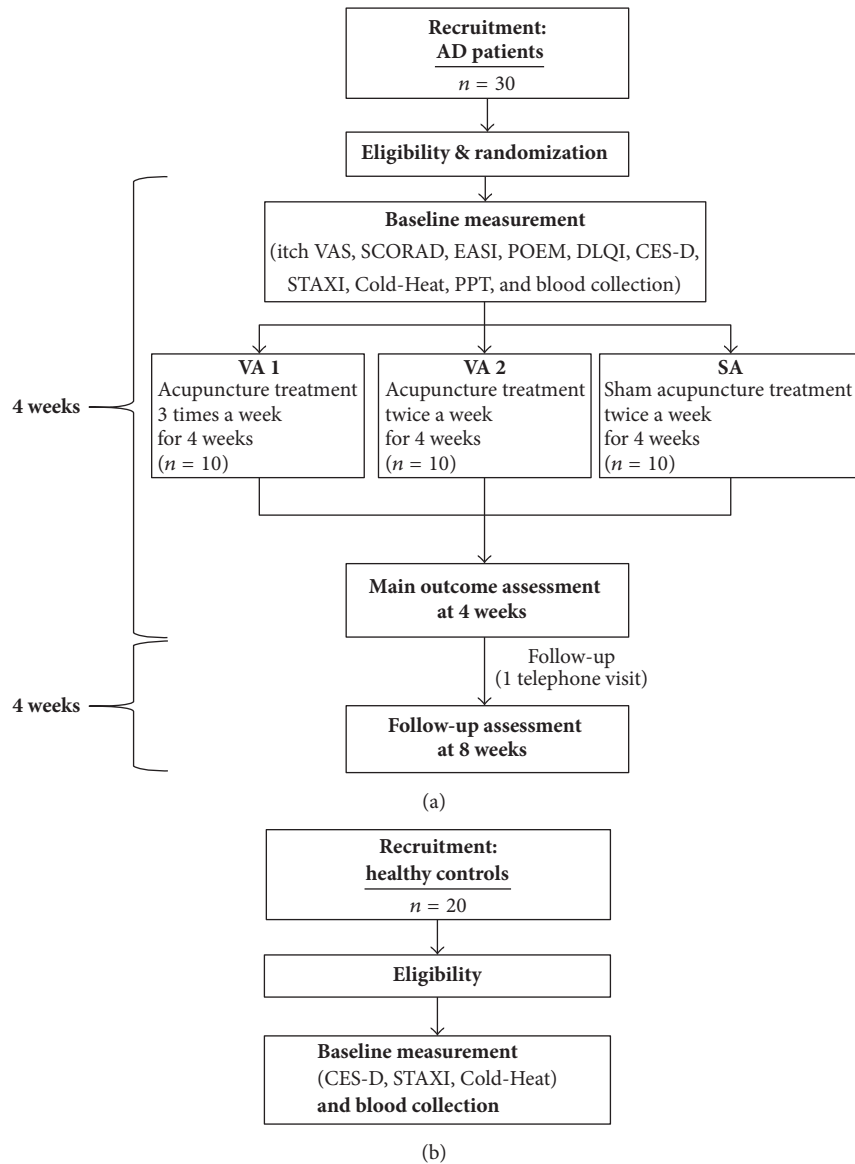 Recruitment:
AD patients
n = 30
Eligibility & randomization
Baseline measurement
(itch VAS, SCORAD, EASI, POEM, DLQI, CES-D,
STAXI, Cold-Heat, PPT, and blood collection)
4 weeks
VA 1
Acupuncture treatment
3 times a week
for 4 weeks
(n = 10)
VA 2
Acupuncture treatment
twice a week
for 4 weeks
(n = 10)
SA
Sham acupuncture treatment
twice a week
for 4 weeks
(n = 10)
Main outcome assessment
at 4 weeks
4 weeks
Follow-up
(1 telephone visit)
Follow-up assessment
at 8 weeks
(a)
Recruitment:
healthy controls
n = 20
Eligibility
Baseline measurement
(CES-D, STAXI, Cold-Heat)
and blood collection
(b)